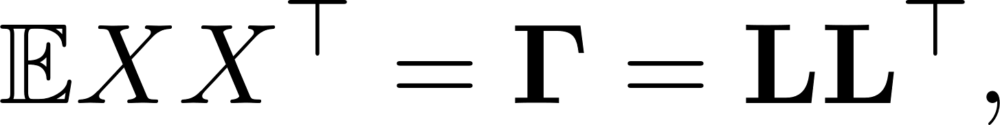 𝔼XX⊤ = 𝚪 = 𝐋𝐋⊤,